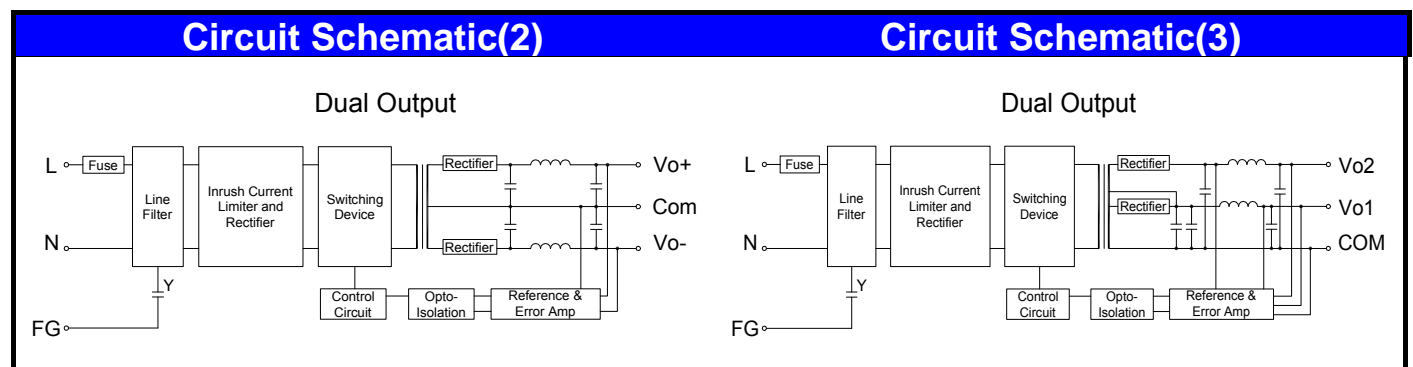 Circuit Schematic(2)
Dual Output
L
Fuse
Line
Filter
Inrush Current
Limiter and
Rectifier
Switching
Device
Rectifier
Vo+
Com
N
Rectifier
Vo-
Y
Control
Circuit
Opto-
Isolation
Reference &
Error Amp
FG
Circuit Schematic(3)
Dual Output
L
Fuse
Line
Filter
Inrush Current
Limiter and
Rectifier
Switching
Device
Rectifier
Vo2
Rectifier
Vo1
N
COM
Y
Control
Circuit
Opto-
Isolation
Reference &
Error Amp
FG